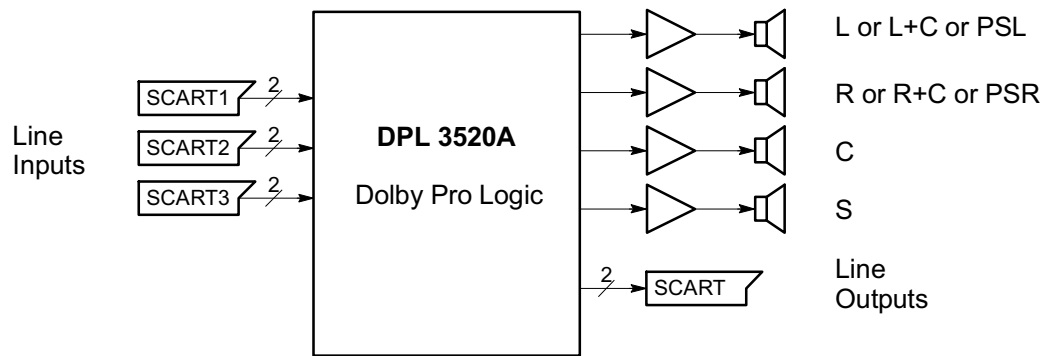 L or L+C or PSL
2
SCART1
R or R+C or PSR
Line
Inputs
2
SCART2
DPL 3520A
C
2
SCART3
Dolby Pro Logic
S
2
SCART
Line
Outputs